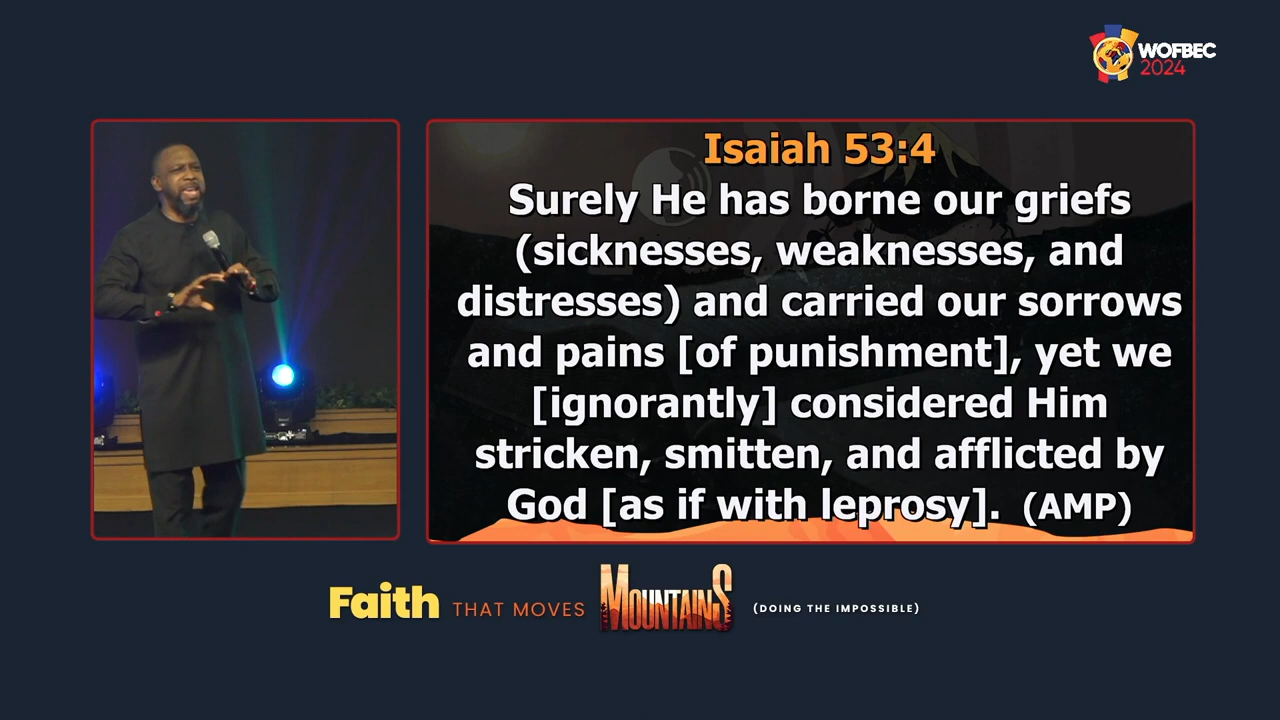 WOFBEC
2024
Isaiah 53:4
Surely He has borne our griefs
(sicknesses, weaknesses, and
distresses) and carried our sorrows
and pains [of punishment], yet we
[ignorantly] considered Him
stricken, smitten, and afflicted by
God [as if with leprosy]. (AMP)
Faith THAT MOVES MOUNTAINS (DOING THE IMPOSSIBLE)